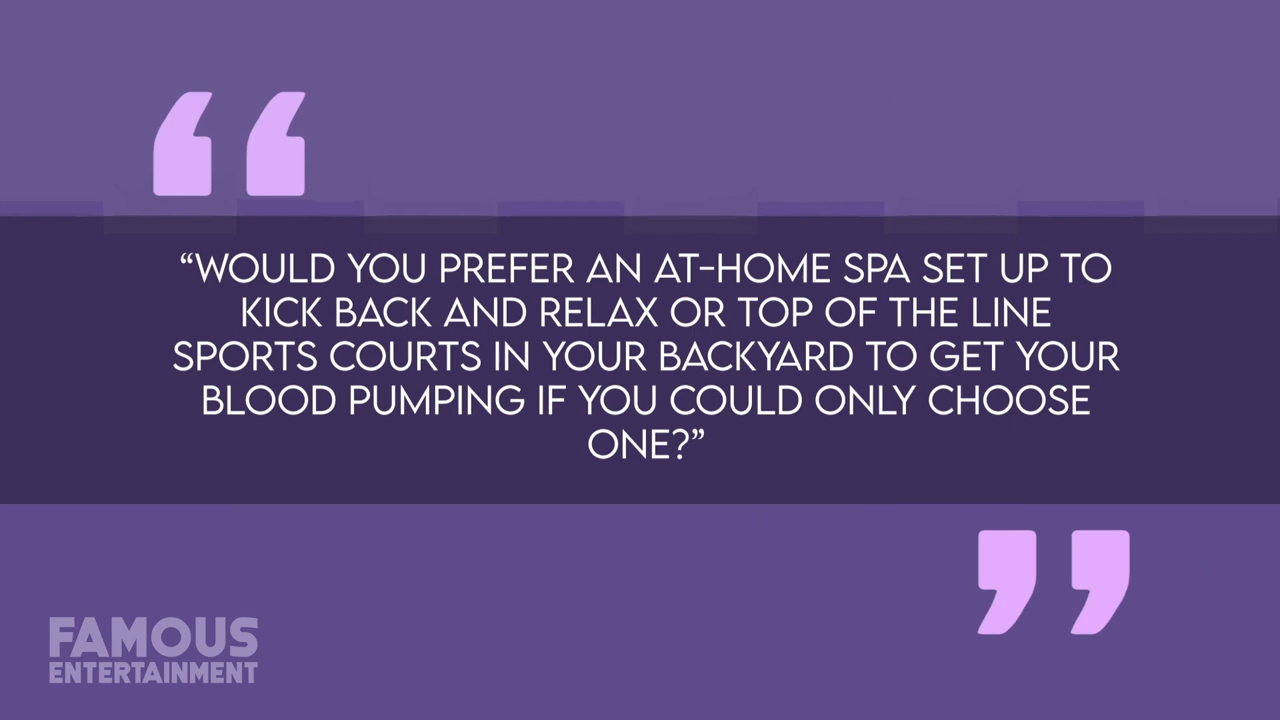 “WOULD YOU PREFER AN AT-HOME SPA SET UP TO
KICK BACK AND RELAX OR TOP OF THE LINE
SPORTS COURTS IN YOUR BACKYARD TO GET YOUR
BLOOD PUMPING IF YOU COULD ONLY CHOOSE
ONE?”
FAMOUS
ENTERTAINMENT